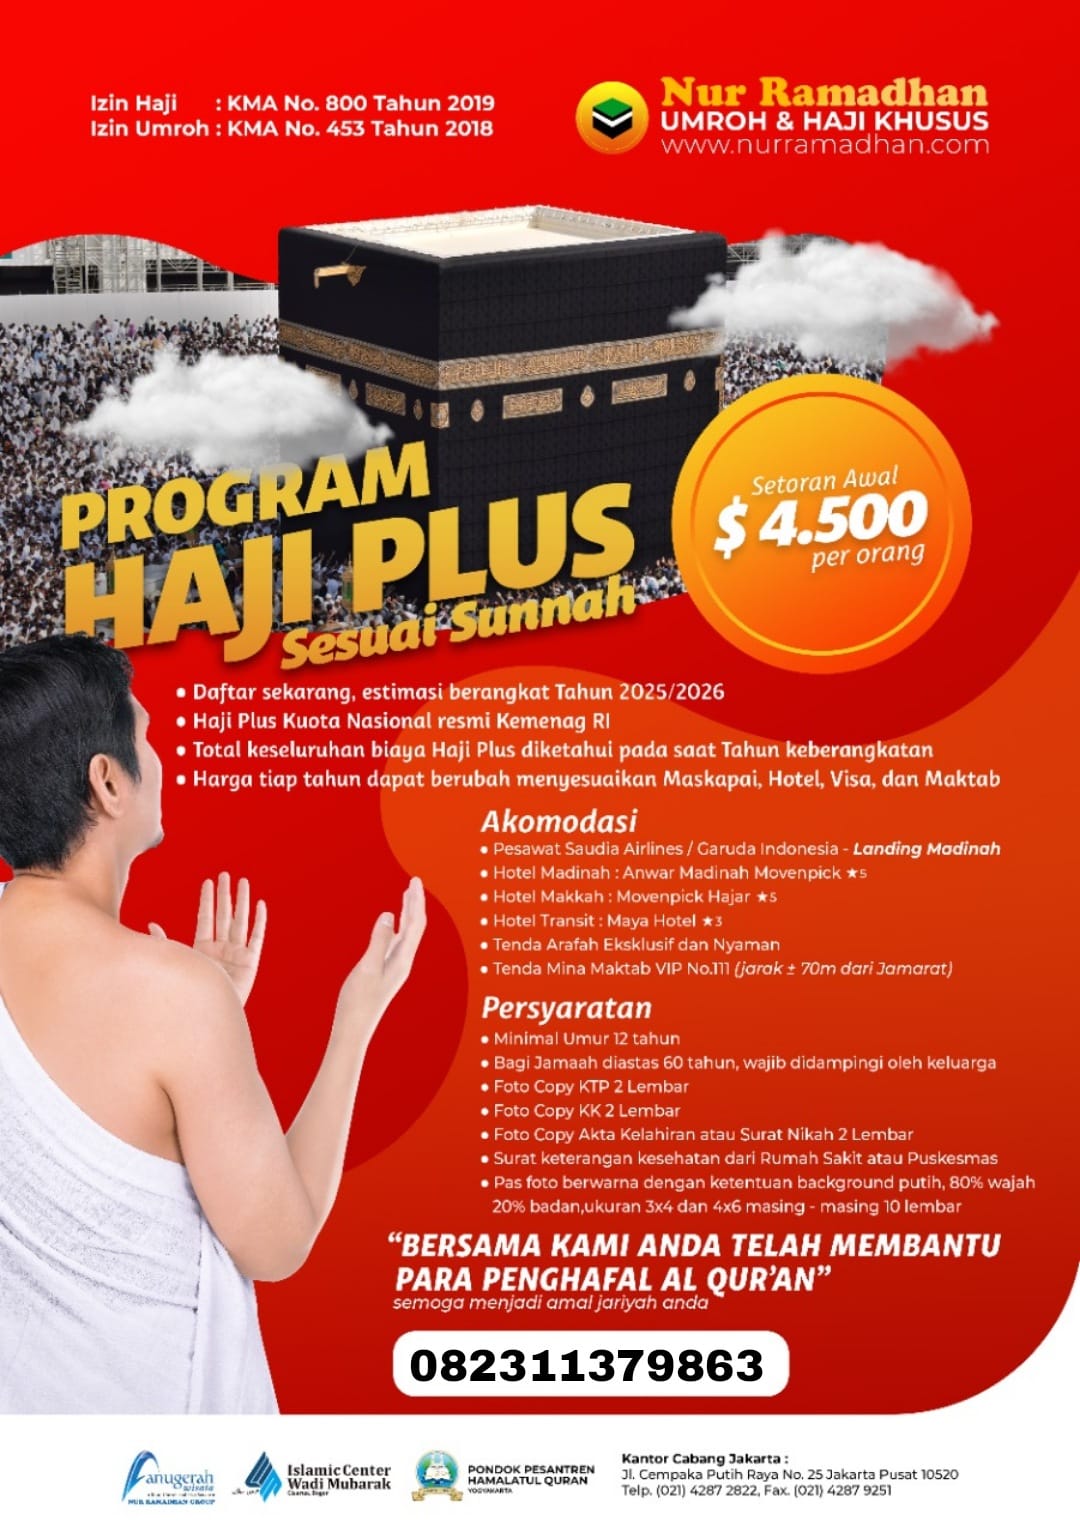 Izin Haji : KMA No. 800 Tahun 2019
Izin Umroh : KMA No. 453 Tahun 2018
Nur Ramadhan
UMROH & HAJI KHUSUS
www.nurramadhan.com
PROGRAM
HAJI PLUS
Sesuai Sunnah
Setoran Awal
$ 4.500
per orang
• Daftar sekarang, estimasi berangkat Tahun 2025/2026
• Haji Plus Kuota Nasional resmi Kemenag RI
• Total keseluruhan biaya Haji Plus diketahui pada saat Tahun keberangkatan
• Harga tiap tahun dapat berubah menyesuaikan Maskapai, Hotel, Visa, dan Maktab
Akomodasi
• Pesawat Saudia Airlines / Garuda Indonesia - Landing Madinah
• Hotel Madinah : Anwar Madinah Movenpick ★5
• Hotel Makkah : Movenpick Hajar ★5
• Hotel Transit : Maya Hotel ★3
• Tenda Arafah Eksklusif dan Nyaman
• Tenda Mina Maktab VIP No.111 (jarak ± 70m dari Jamarat)
Persyaratan
• Minimal Umur 12 tahun
• Bagi Jamaah diastas 60 tahun, wajib didampingi oleh keluarga
• Foto Copy KTP 2 Lembar
• Foto Copy KK 2 Lembar
• Foto Copy Akta Kelahiran atau Surat Nikah 2 Lembar
• Surat keterangan kesehatan dari Rumah Sakit atau Puskesmas
• Pas foto berwarna dengan ketentuan background putih, 80% wajah
20% badan,ukuran 3x4 dan 4x6 masing - masing 10 lembar
“BERSAMA KAMI ANDA TELAH MEMBANTU
PARA PENGHAFAL AL QUR’AN”
semoga menjadi amal jariyah anda
082311379863
anugerah
wisata
NUR RAMADHAN GROUP
Islamic Center
Wadi Mubarak
PONDOK PESANTREN
HAMALATUL QURAN
YOGYAKARTA
Kantor Cabang Jakarta :
Jl. Cempaka Putih Raya No. 25 Jakarta Pusat 10520
Telp. (021) 4287 2822, Fax. (021) 4287 9251